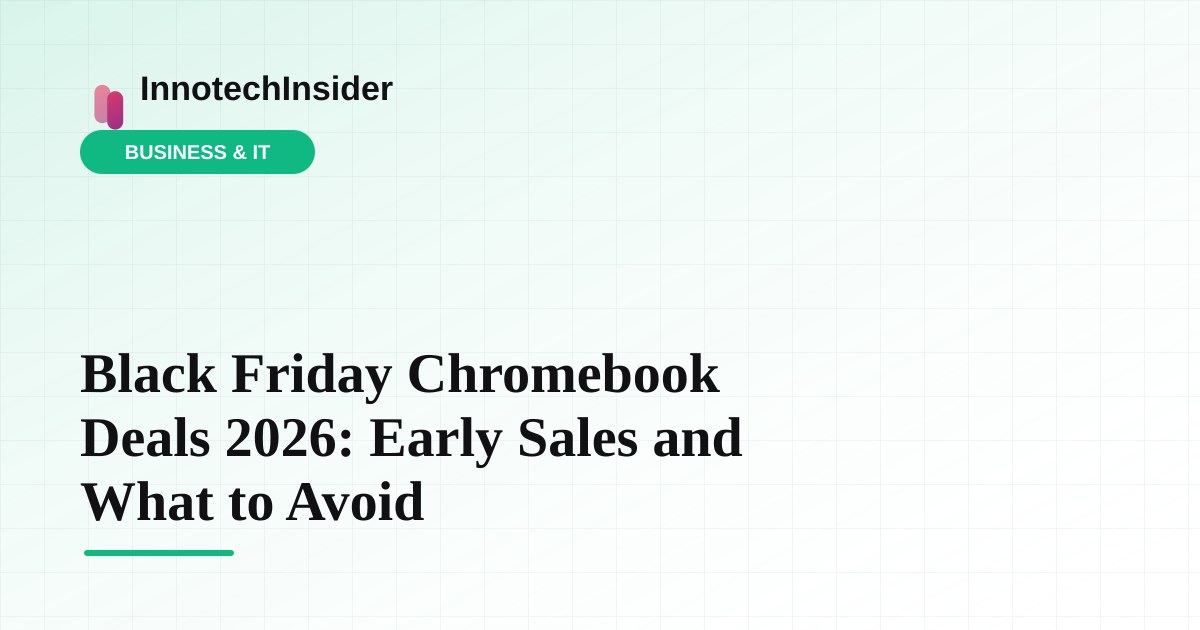 InnotechInsider
BUSINESS & IT
Black Friday Chromebook
Deals 2026: Early Sales and
What to Avoid